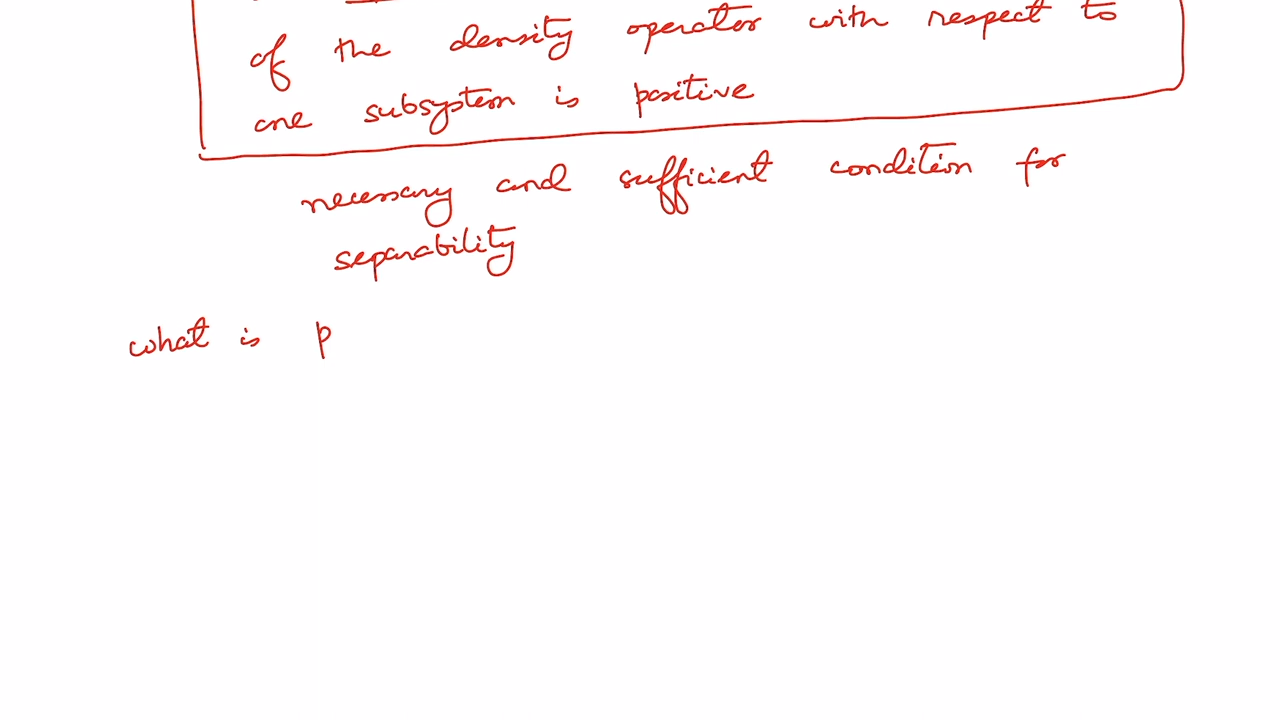 of the density operator with respect to
one subsystem is positive
necessary and sufficient condition for
separability
what is p